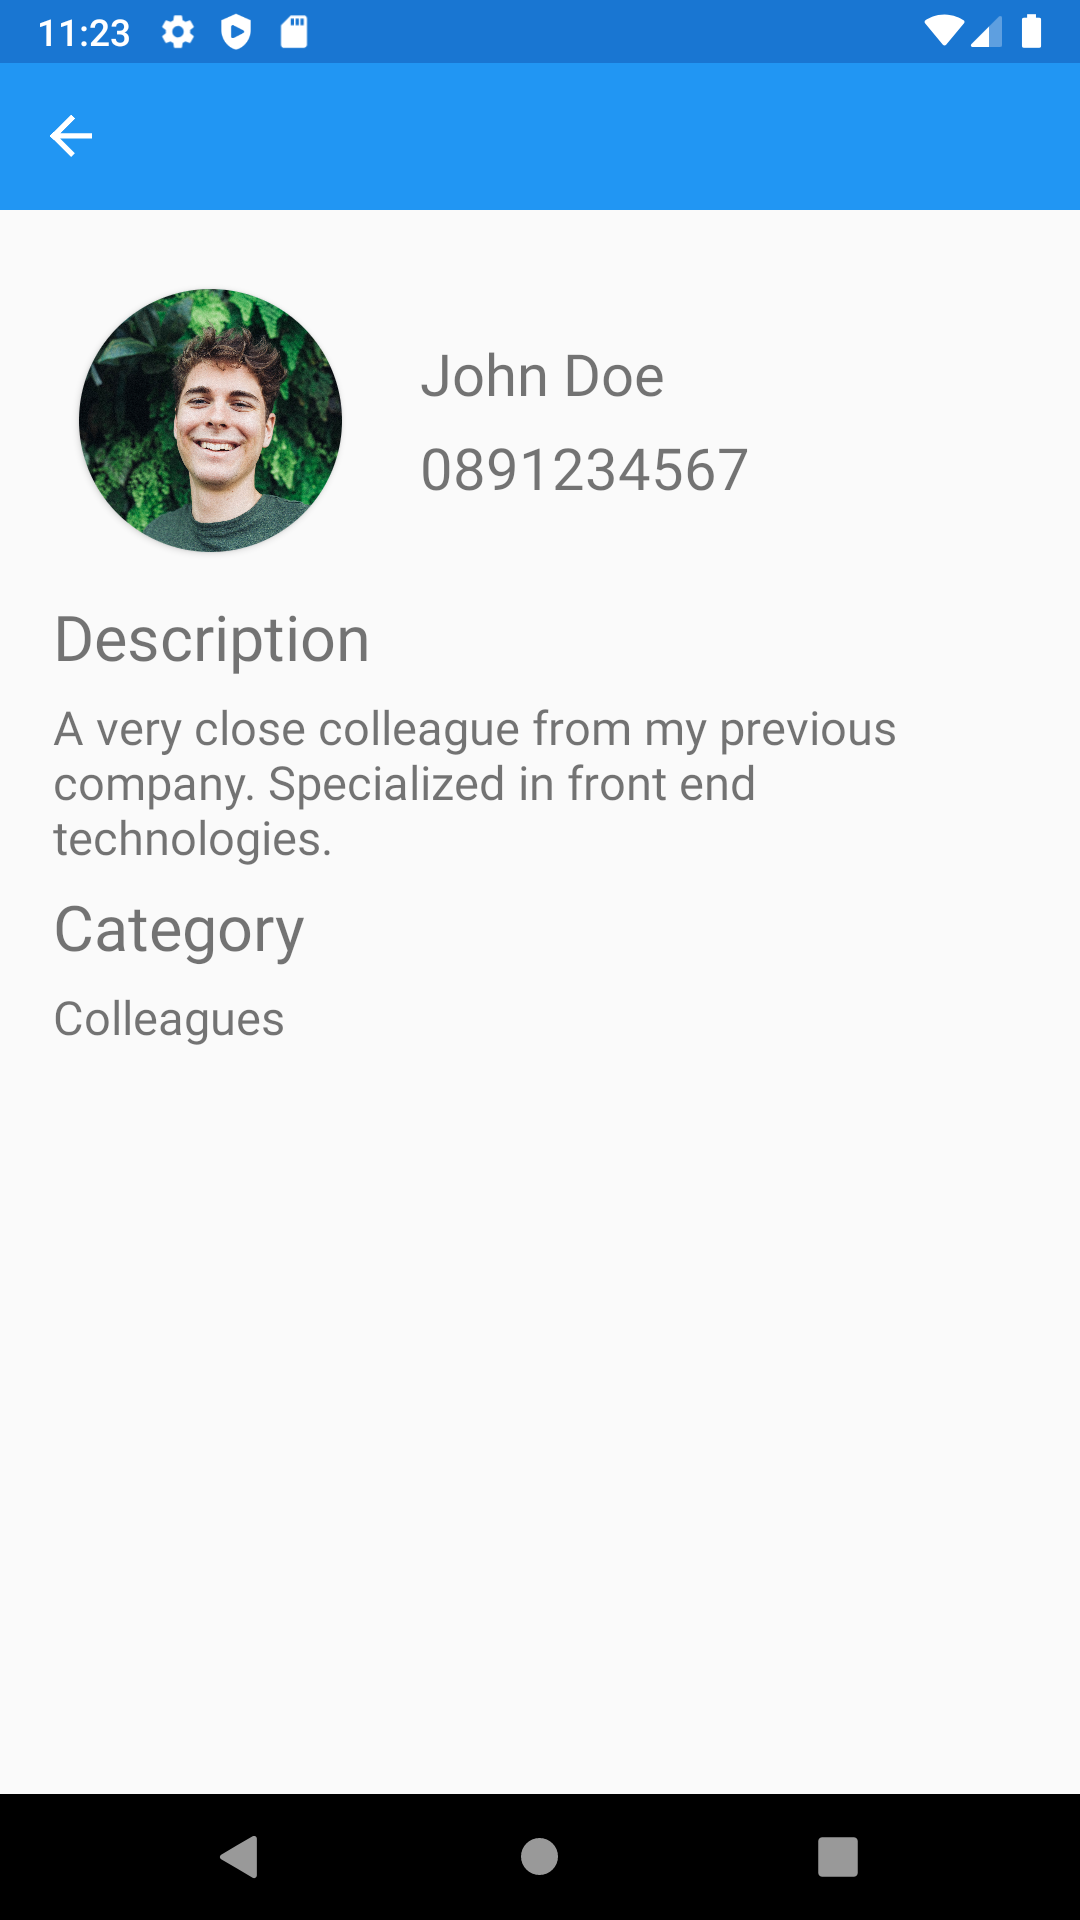 11:23
John Doe
0891234567
Description
A very close colleague from my previous
company. Specialized in front end
technologies.
Category
Colleagues